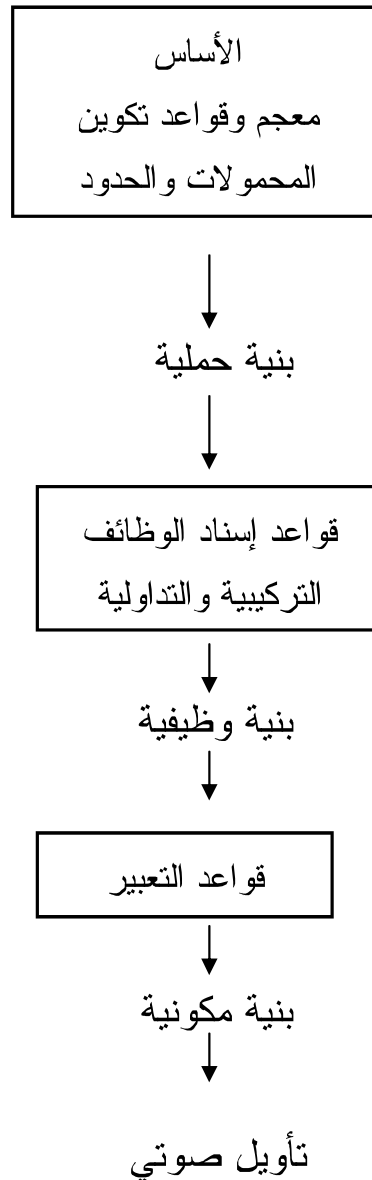 الأساس
معجم وقواعد تكوين
المحمولات والحدود
بنية حملية
قواعد إسناد الوظائف
التركيبية والتداولية
بنية وظيفية
قواعد التعبير
بنية مكونية
تأويل صوتي